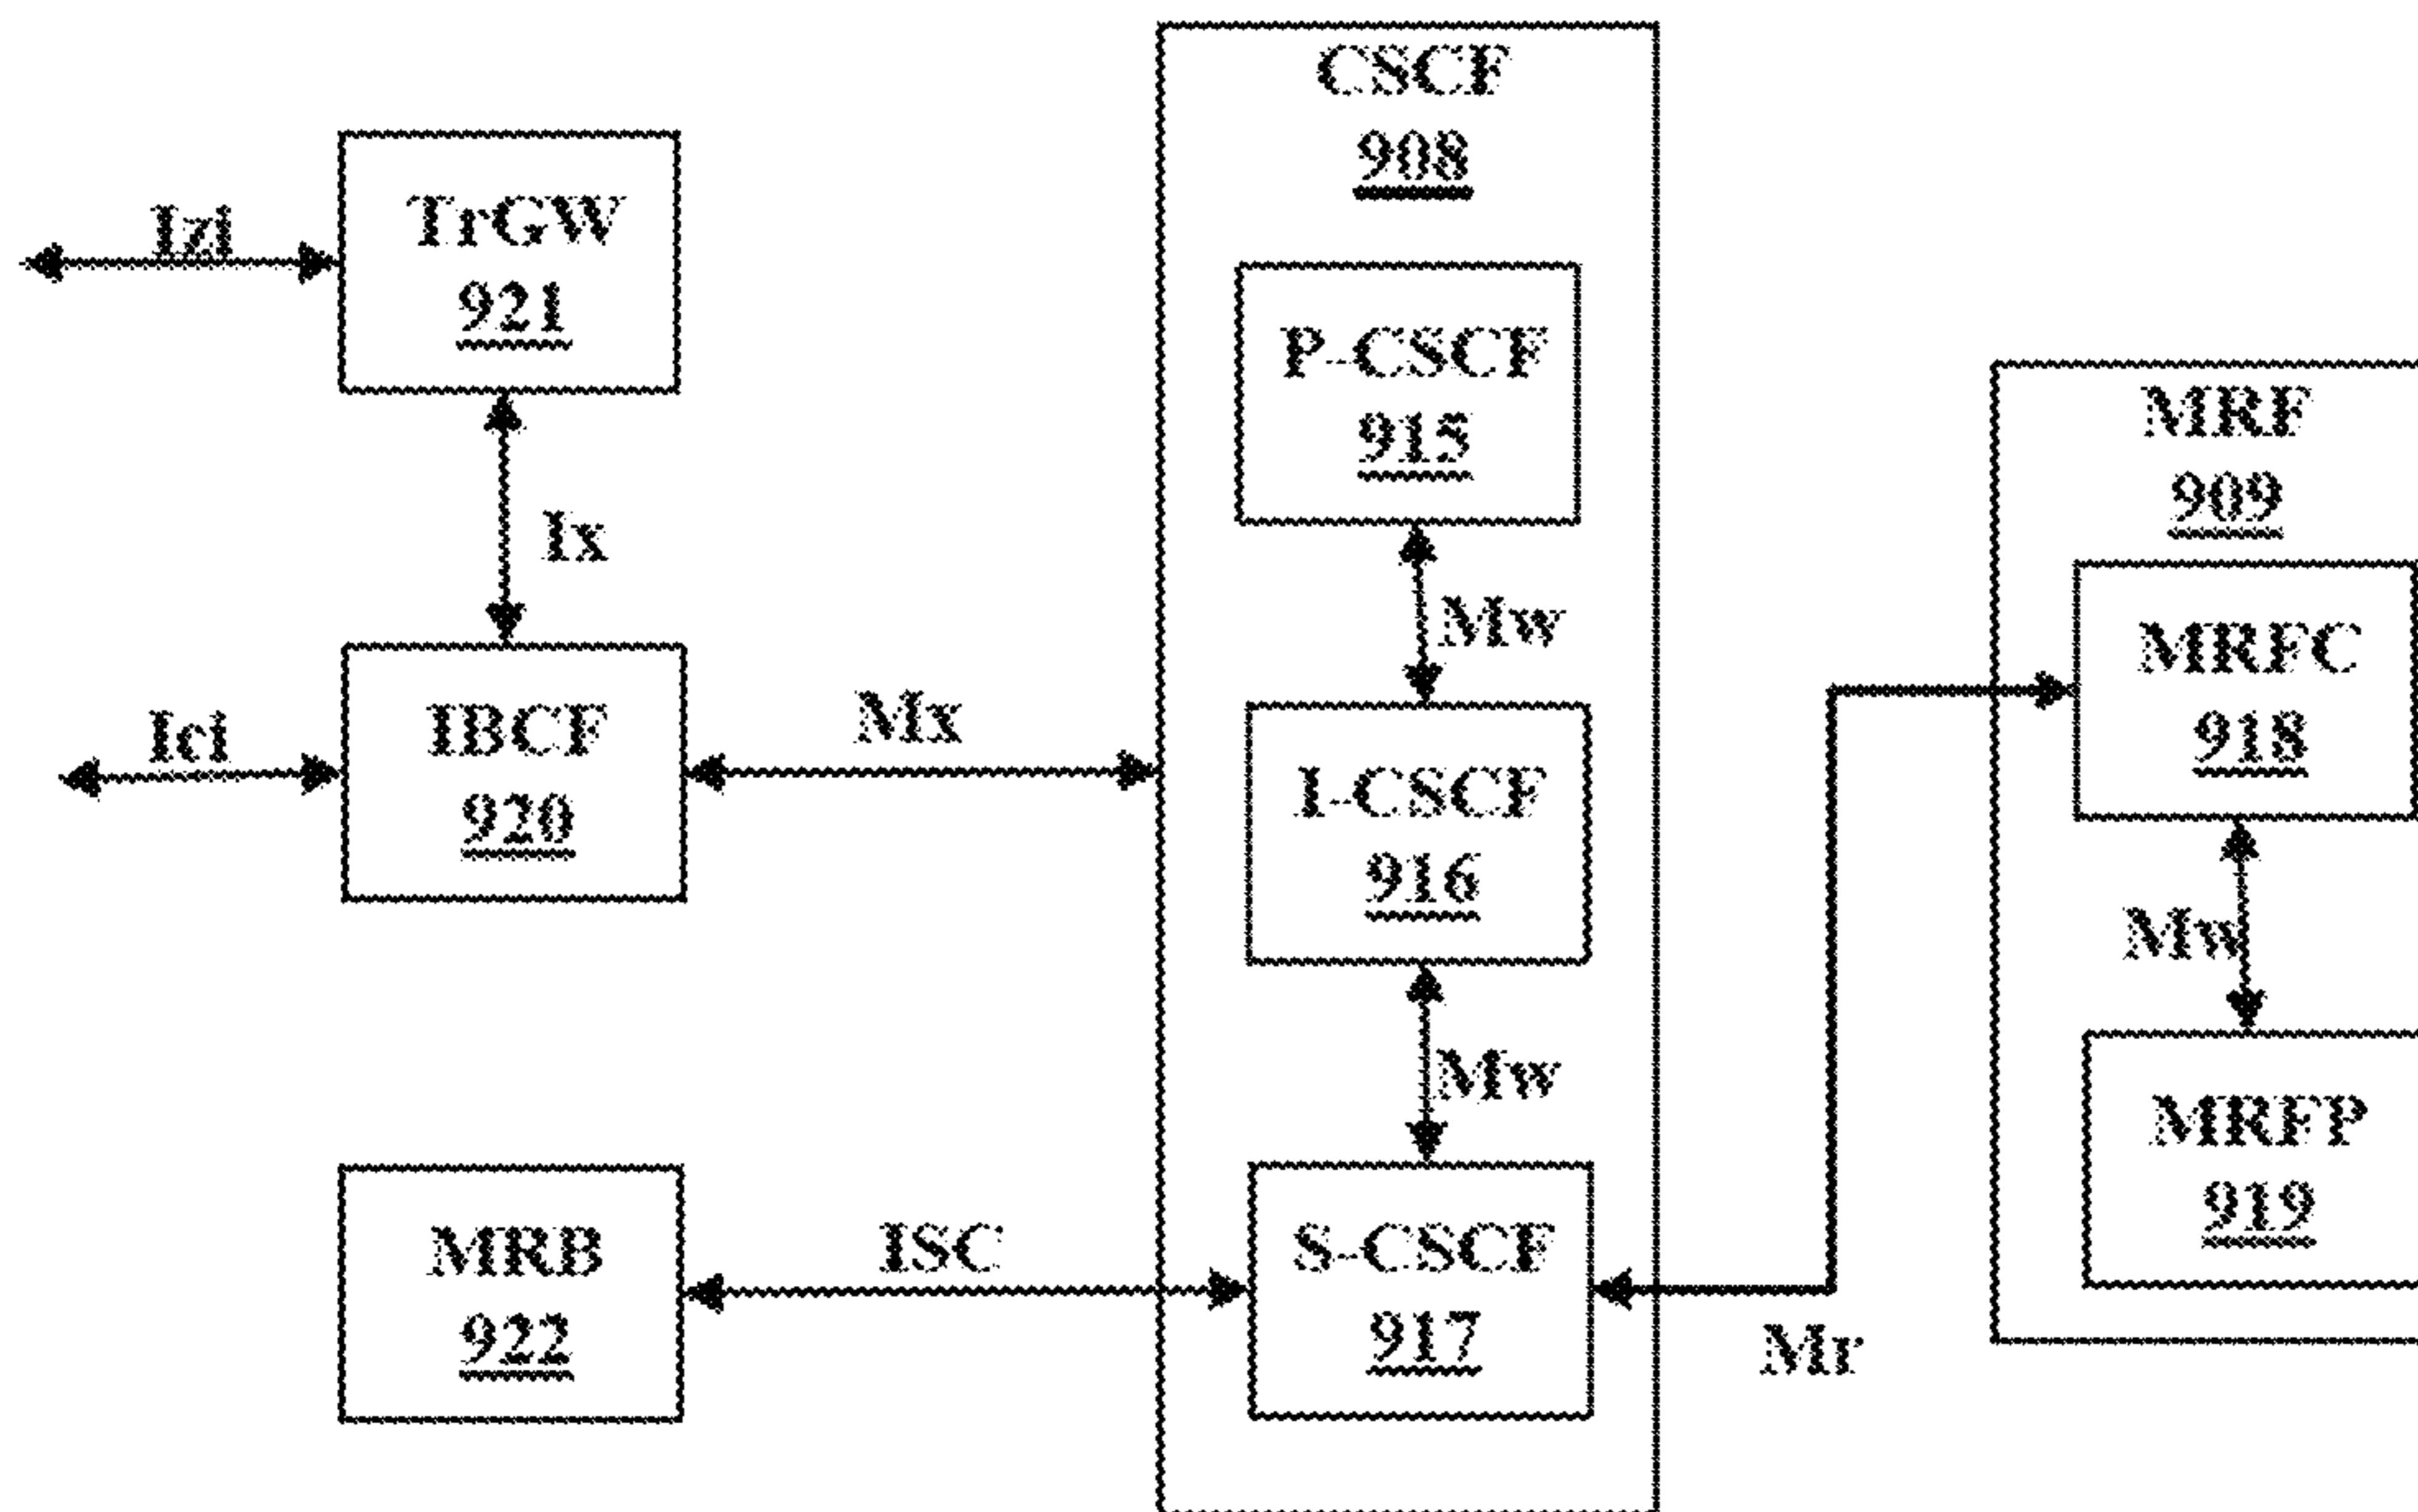 CSCF
908
TrGW
921
Izi
P-CSCF
915
MRF
909
Ix
Mw
MRFC
918
IBCF
920
Ici
Mx
I-CSCF
916
Mw
Mw
MRFP
919
MRB
922
ISC
S-CSCF
917
Mr